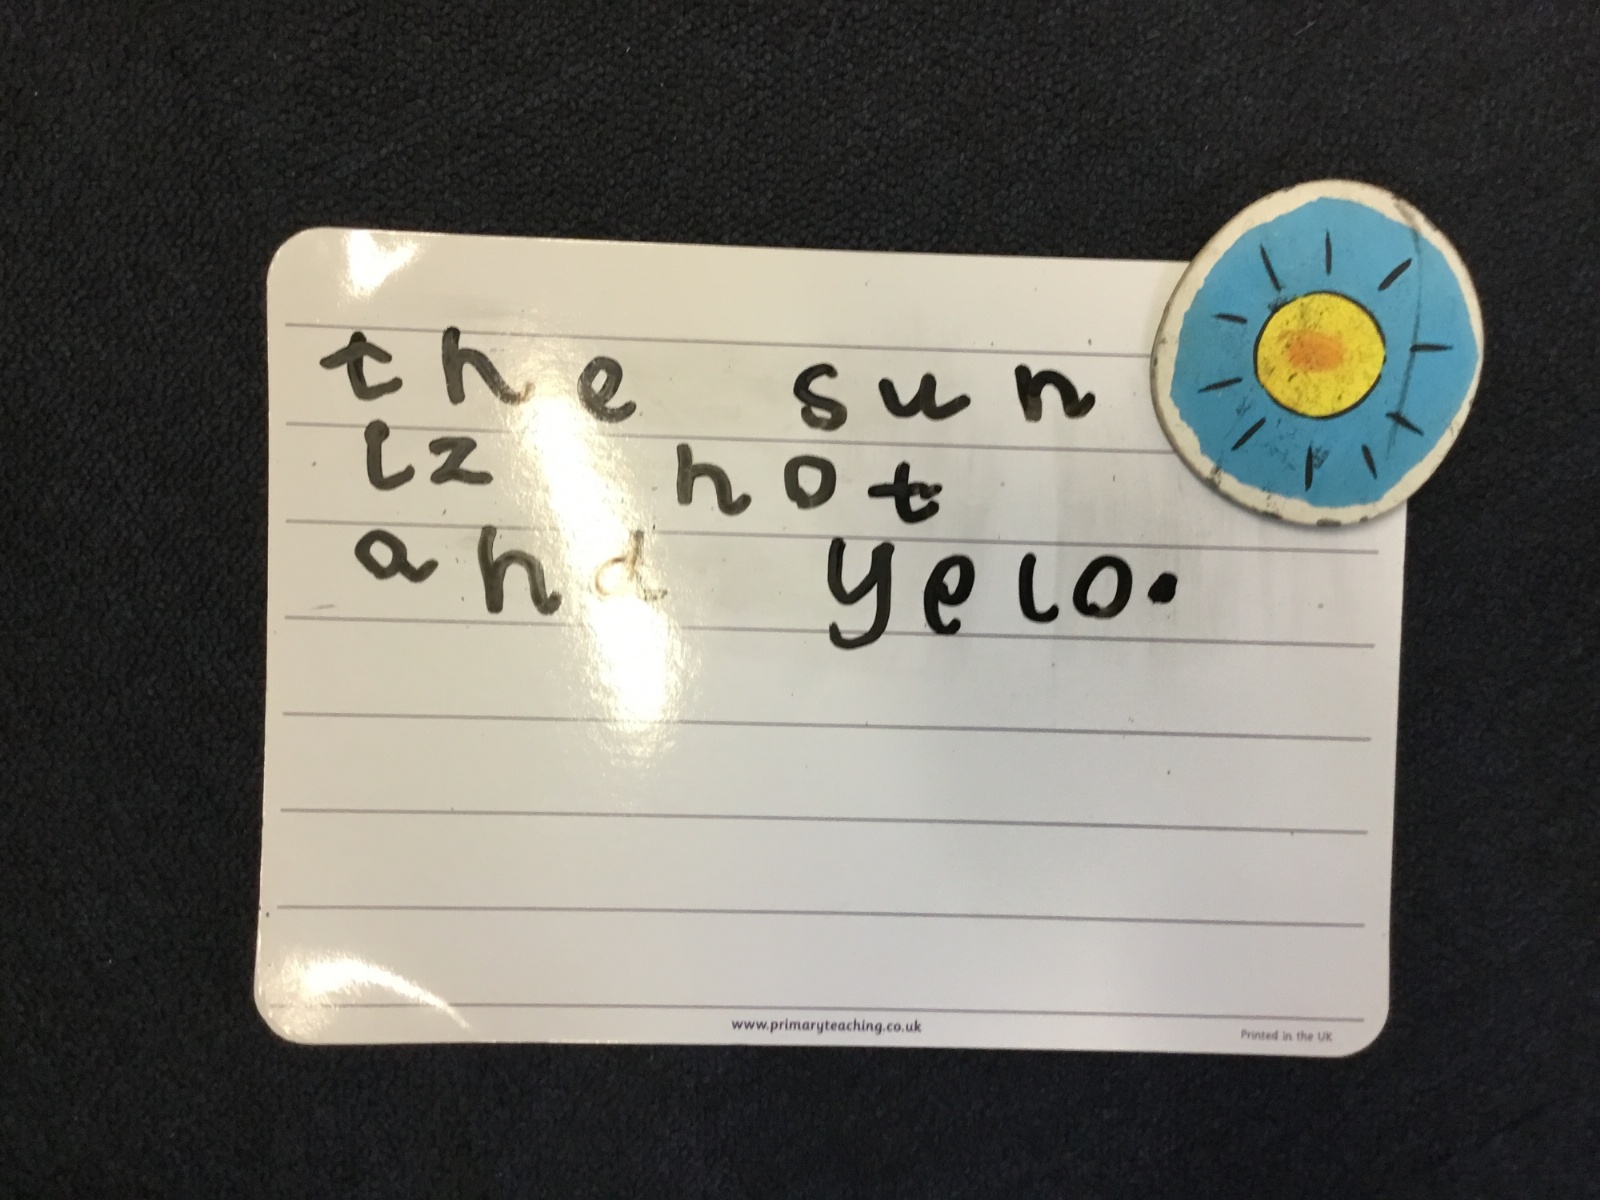 the sun
iz hot
and yelo.
www.primaryteaching.co.uk
Printed in the UK